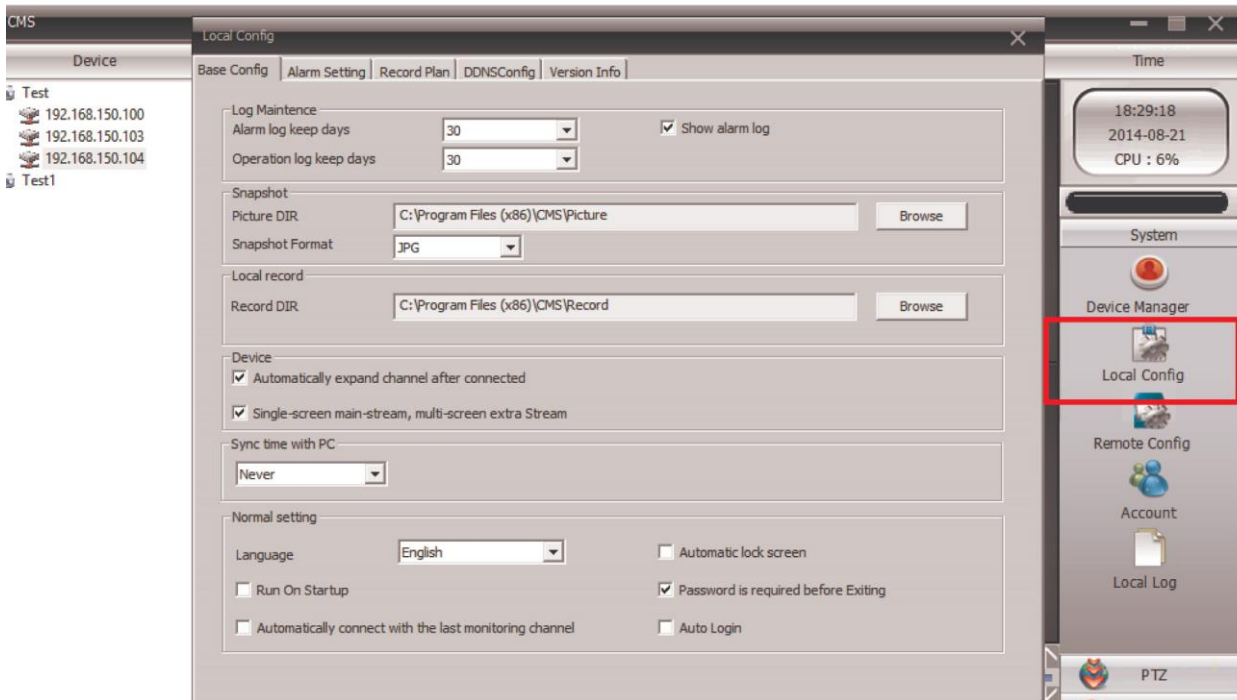 CMS
Device
Test
192.168.150.100
192.168.150.103
192.168.150.104
Test1
Local Config
Base Config Alarm Setting Record Plan DDNSConfig Version Info
Log Maintence
Alarm log keep days 30 Show alarm log
Operation log keep days 30
Snapshot
Picture DIR C:\Program Files (x86)\CMS\Picture Browse
Snapshot Format JPG
Local record
Record DIR C:\Program Files (x86)\CMS\Record Browse
Device
Automatically expand channel after connected
Single-screen main-stream, multi-screen extra Stream
Sync time with PC
Never
Normal setting
Language English Automatic lock screen
Run On Startup Password is required before Exiting
Automatically connect with the last monitoring channel Auto Login
Time
18:29:18
2014-08-21
CPU : 6%
System
Device Manager
Local Config
Remote Config
Account
Local Log
PTZ